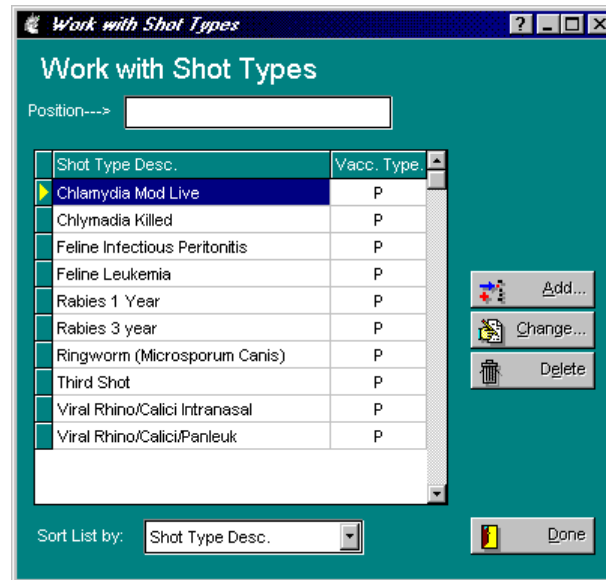 Work with Shot Types
Work with Shot Types
Position--->
Shot Type Desc. Vacc. Type.
Chlamydia Mod Live P
Chlymadia Killed P
Feline Infectious Peritonitis P
Feline Leukemia P
Rabies 1 Year P
Rabies 3 year P
Ringworm (Microsporum Canis) P
Third Shot P
Viral Rhino/Calici Intranasal P
Viral Rhino/Calici/Panleuk P
Add...
Change...
Delete
Sort List by: Shot Type Desc.
Done